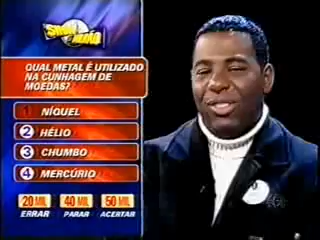 SHOW DO MILHÃO
QUAL METAL É UTILIZADO
NA CUNHAGEM DE
MOEDAS?
1 NÍQUEL
2 HÉLIO
3 CHUMBO
4 MERCÚRIO
20 MIL 40 MIL 50 MIL
ERRAR PARAR ACERTAR